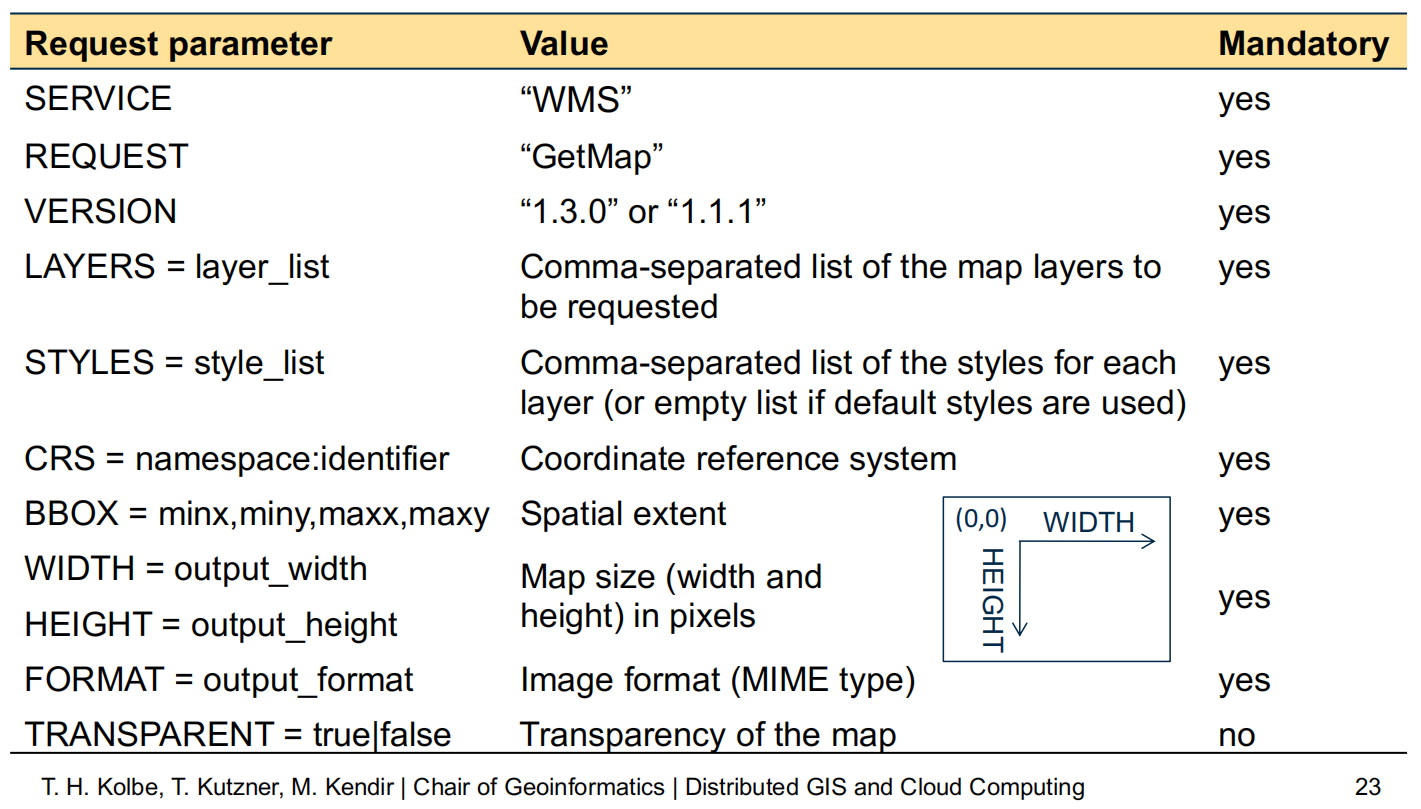 Request parameter Value Mandatory
SERVICE “WMS” yes
REQUEST “GetMap” yes
VERSION “1.3.0” or “1.1.1” yes
LAYERS = layer_list Comma-separated list of the map layers to yes
be requested
STYLES = style_list Comma-separated list of the styles for each yes
layer (or empty list if default styles are used)
CRS = namespace:identifier Coordinate reference system yes
BBOX = minx,miny,maxx,maxy Spatial extent yes
(0,0) WIDTH
HEIGHT
WIDTH = output_width Map size (width and
height) in pixels yes
HEIGHT = output_height
FORMAT = output_format Image format (MIME type) yes
TRANSPARENT = true|false Transparency of the map no
T. H. Kolbe, T. Kutzner, M. Kendir | Chair of Geoinformatics | Distributed GIS and Cloud Computing 23